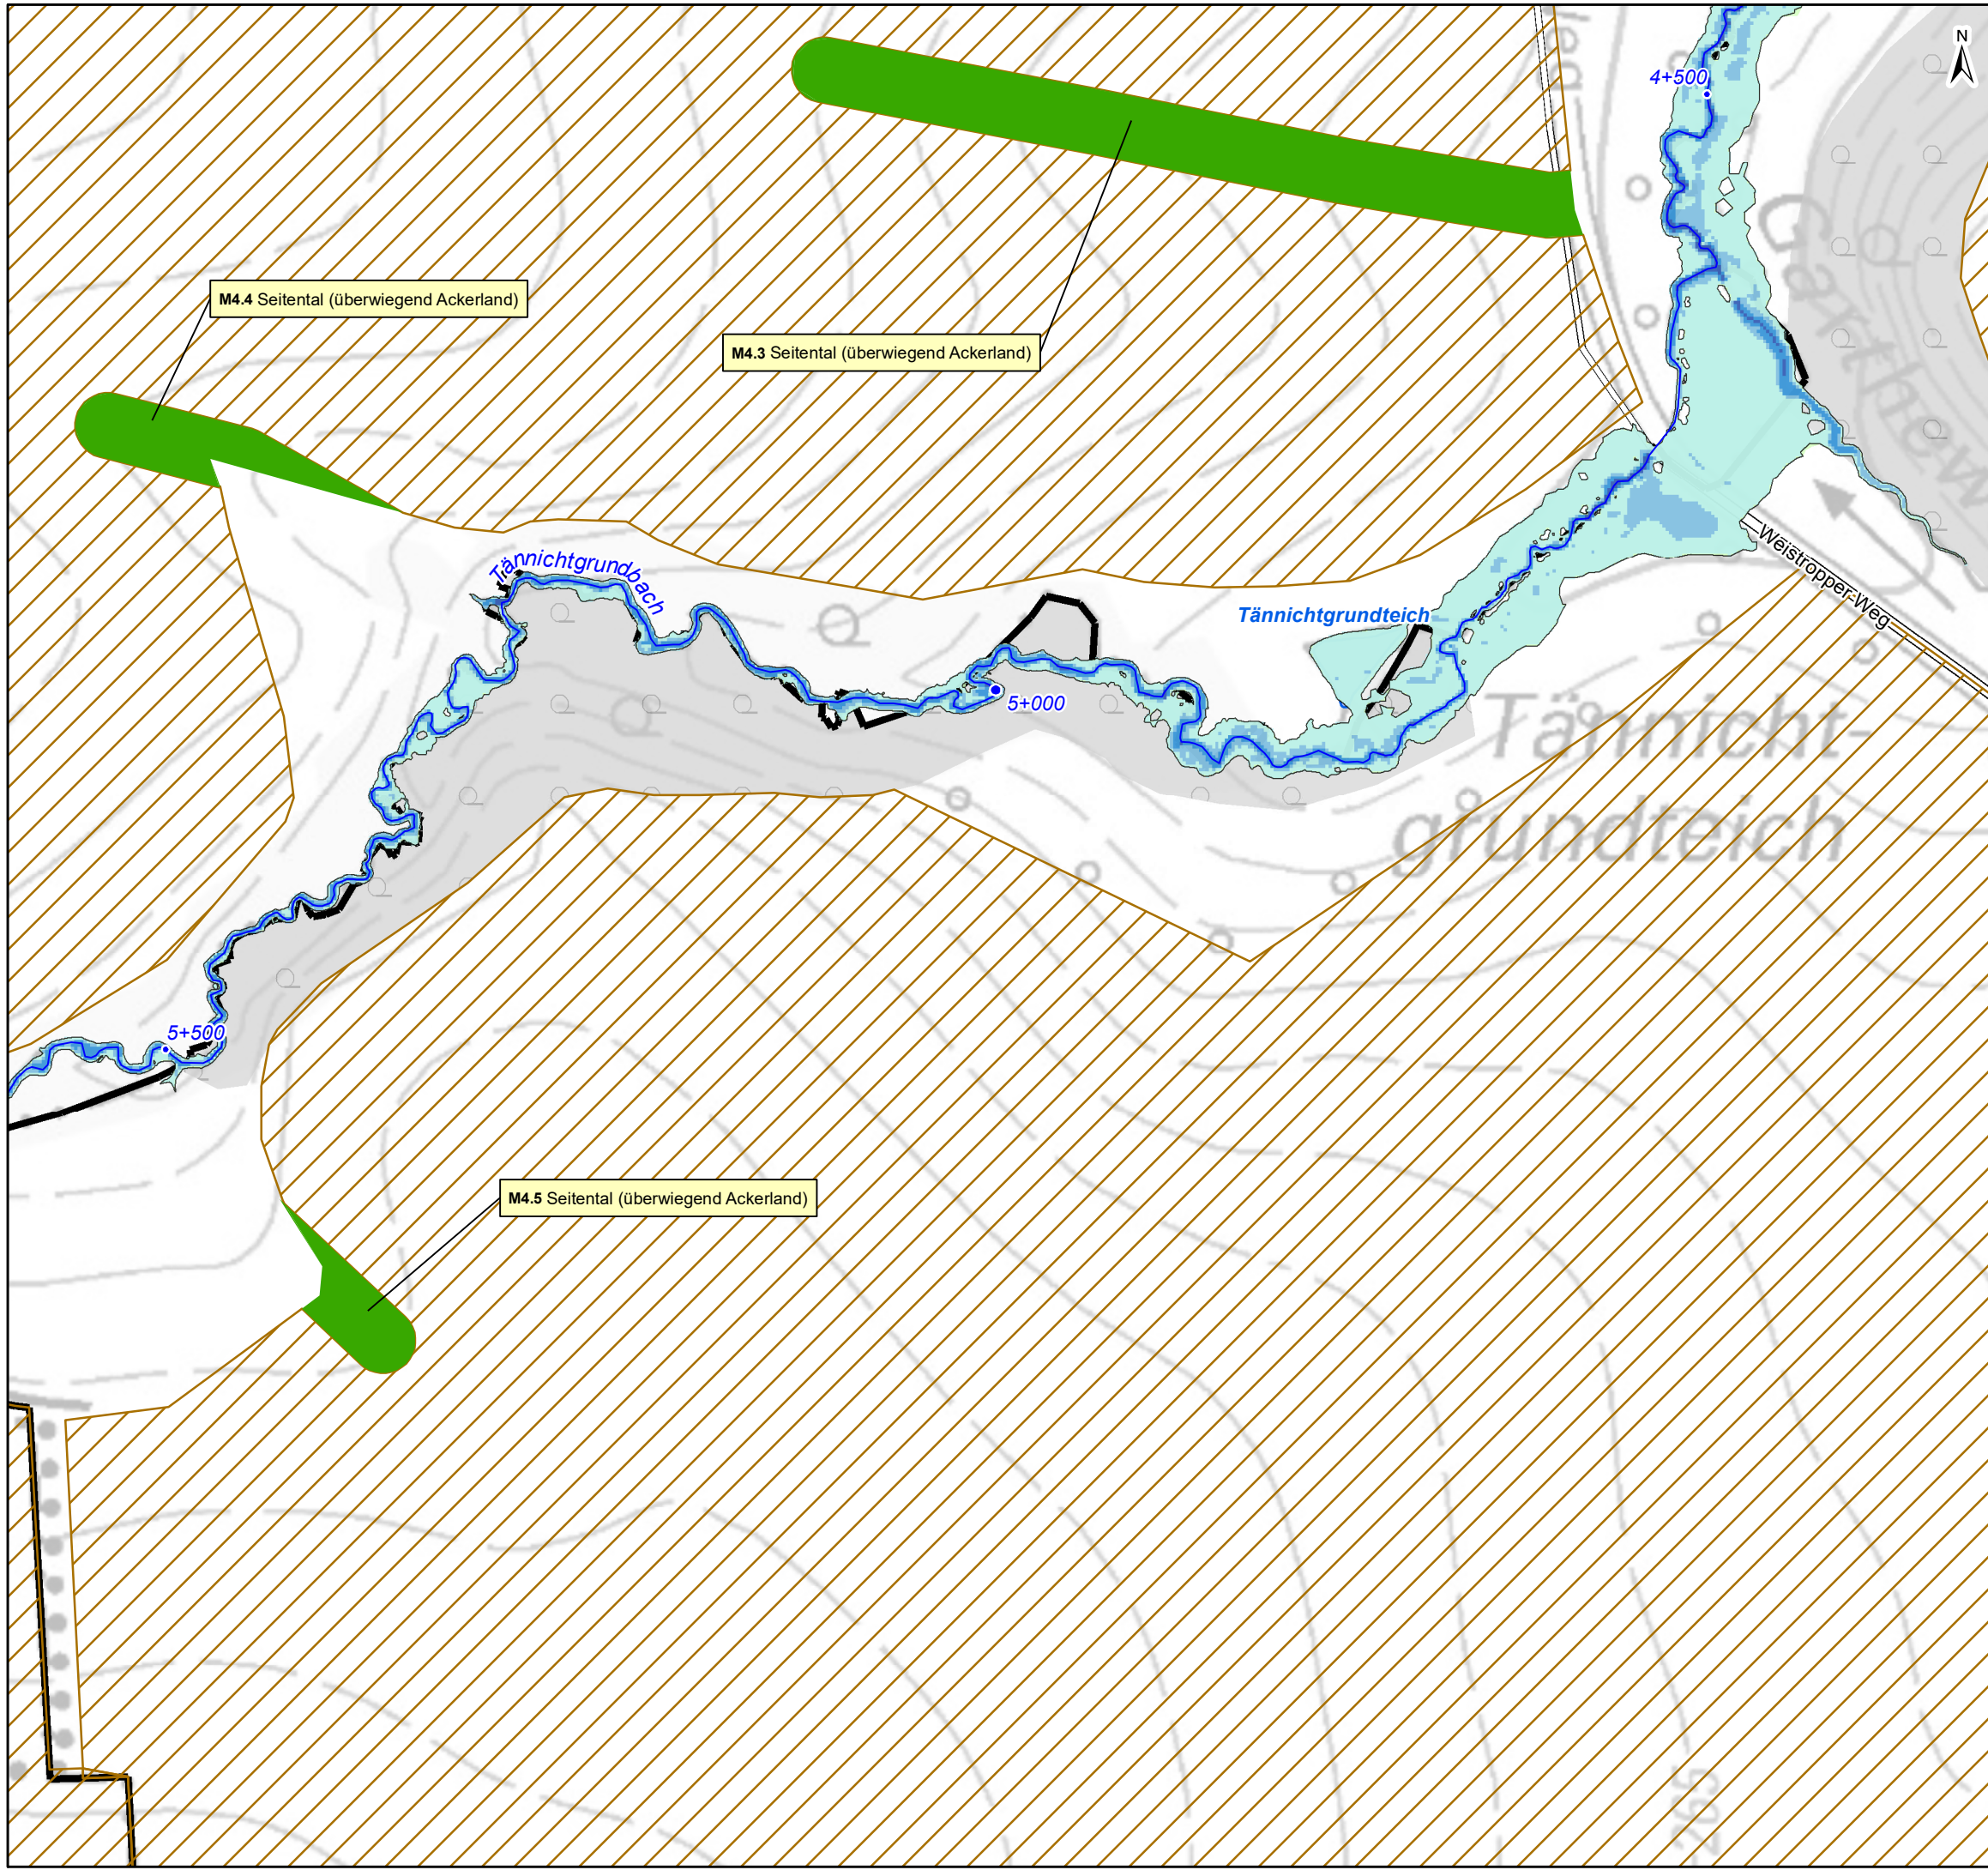 N
4+500
M4.4 Seitental (überwiegend Ackerland)
M4.3 Seitental (überwiegend Ackerland)
Tännichtgrundbach
Weistropper Weg
Tännichtgrundteich
5+000
Tännicht-
grundteich
5+500
M4.5 Seitental (überwiegend Ackerland)